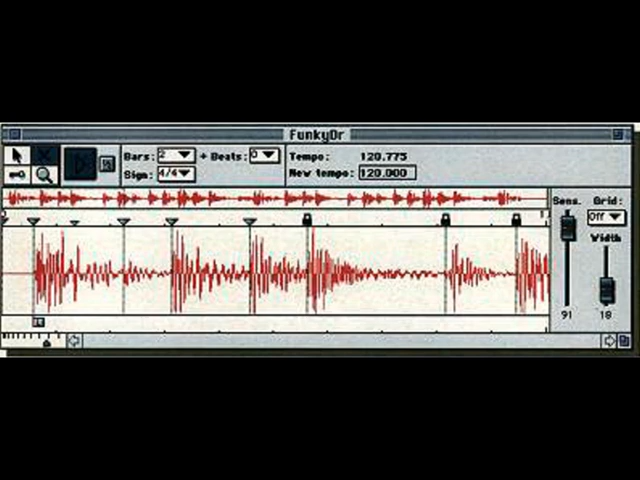 FunkyDr
Bars: 2 + Beats: 0 Tempo: 120.775
Sign: 4/4 New tempo: 120.000
Sens. Grid:
Off
Width
91 18